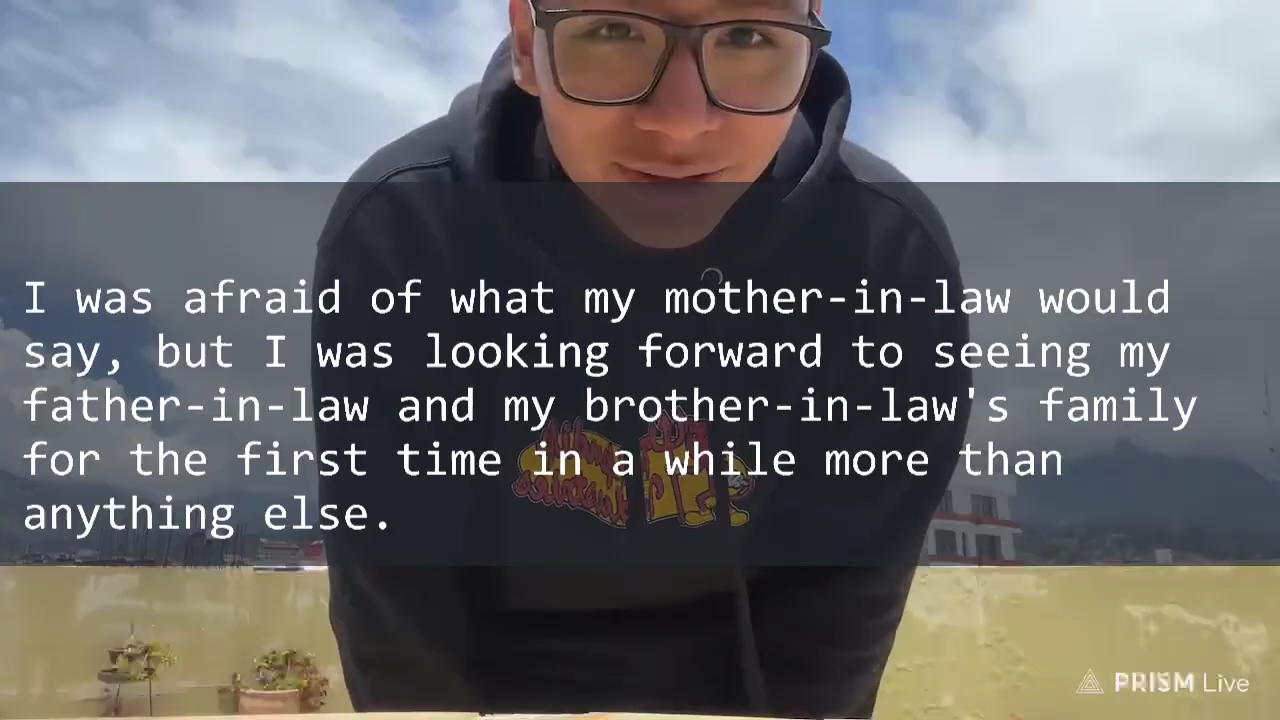 I was afraid of what my mother-in-law would
say, but I was looking forward to seeing my
father-in-law and my brother-in-law's family
for the first time in a while more than
anything else.
PRISM Live